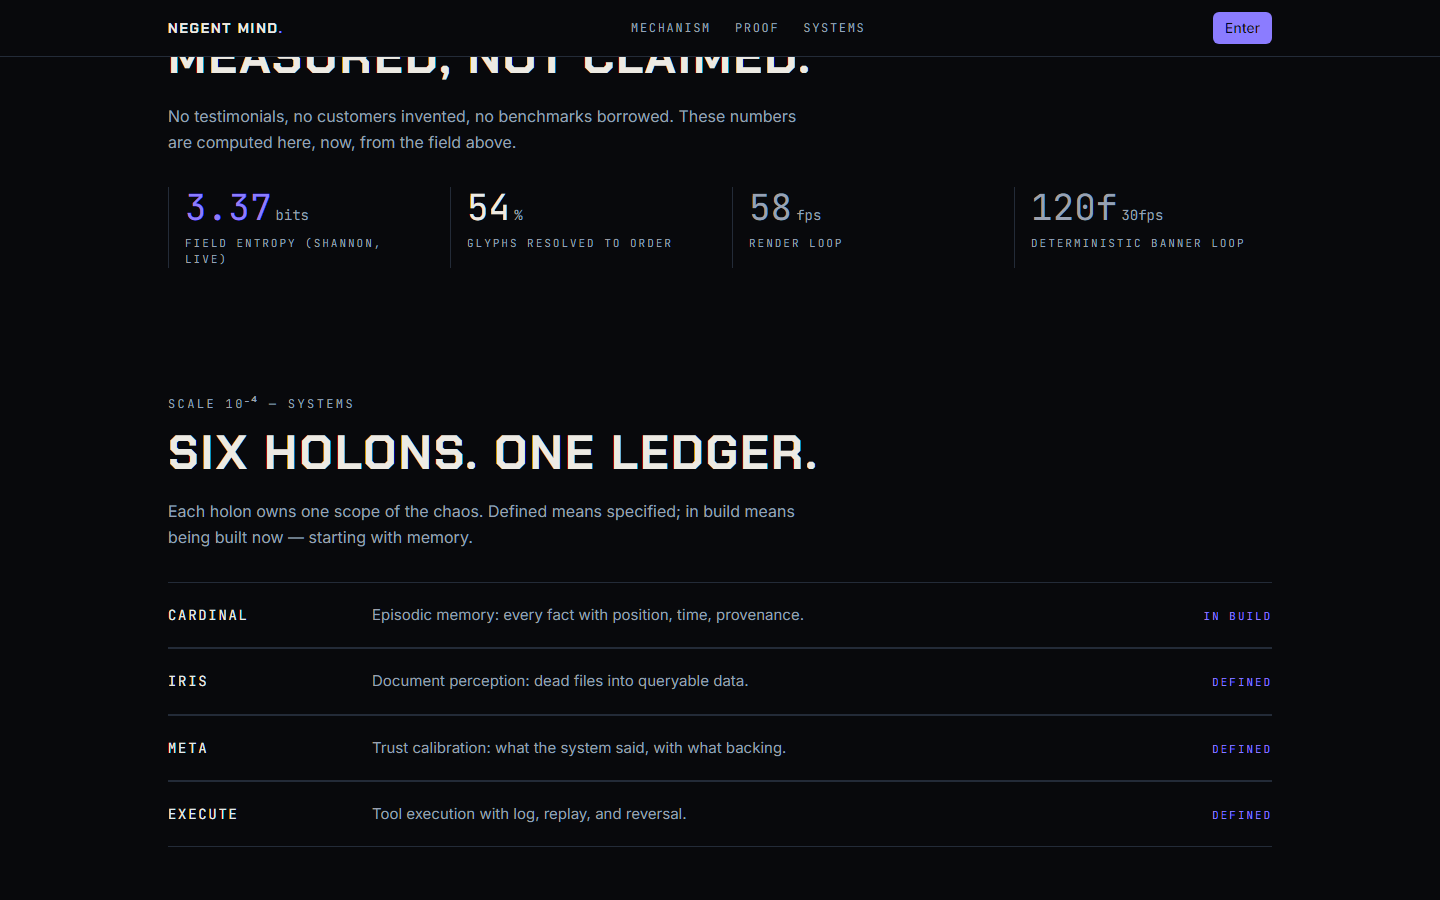 NEGENT MIND.
MECHANISM PROOF SYSTEMS
Enter
MEASURED, NOT CLAIMED.
No testimonials, no customers invented, no benchmarks borrowed. These numbers
are computed here, now, from the field above.
3.37 bits
FIELD ENTROPY (SHANNON,
LIVE)
54 %
GLYPHS RESOLVED TO ORDER
58 fps
RENDER LOOP
120f 30fps
DETERMINISTIC BANNER LOOP
SCALE 10⁻⁴ — SYSTEMS
SIX HOLONS. ONE LEDGER.
Each holon owns one scope of the chaos. Defined means specified; in build means
being built now — starting with memory.
CARDINAL Episodic memory: every fact with position, time, provenance. IN BUILD
IRIS Document perception: dead files into queryable data. DEFINED
META Trust calibration: what the system said, with what backing. DEFINED
EXECUTE Tool execution with log, replay, and reversal. DEFINED